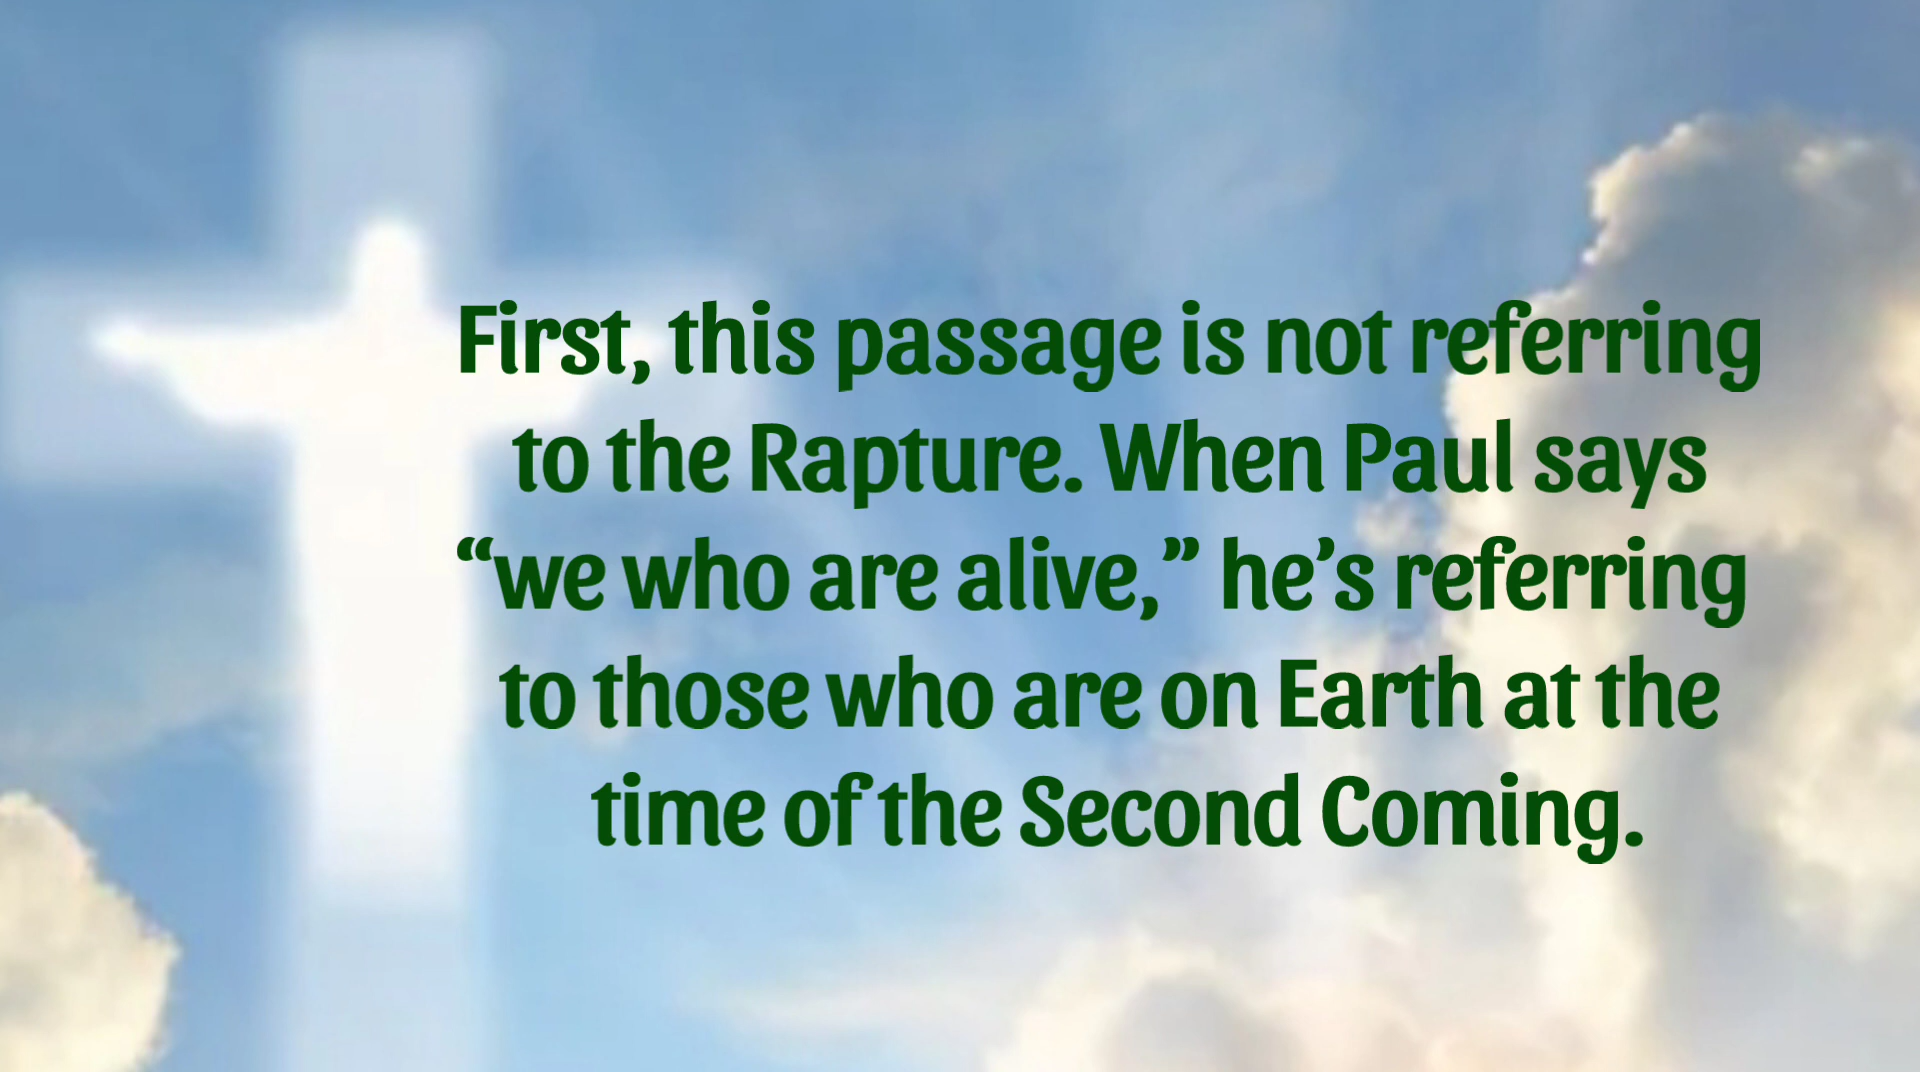 First, this passage is not referring
to the Rapture. When Paul says
“we who are alive,” he’s referring
to those who are on Earth at the
time of the Second Coming.